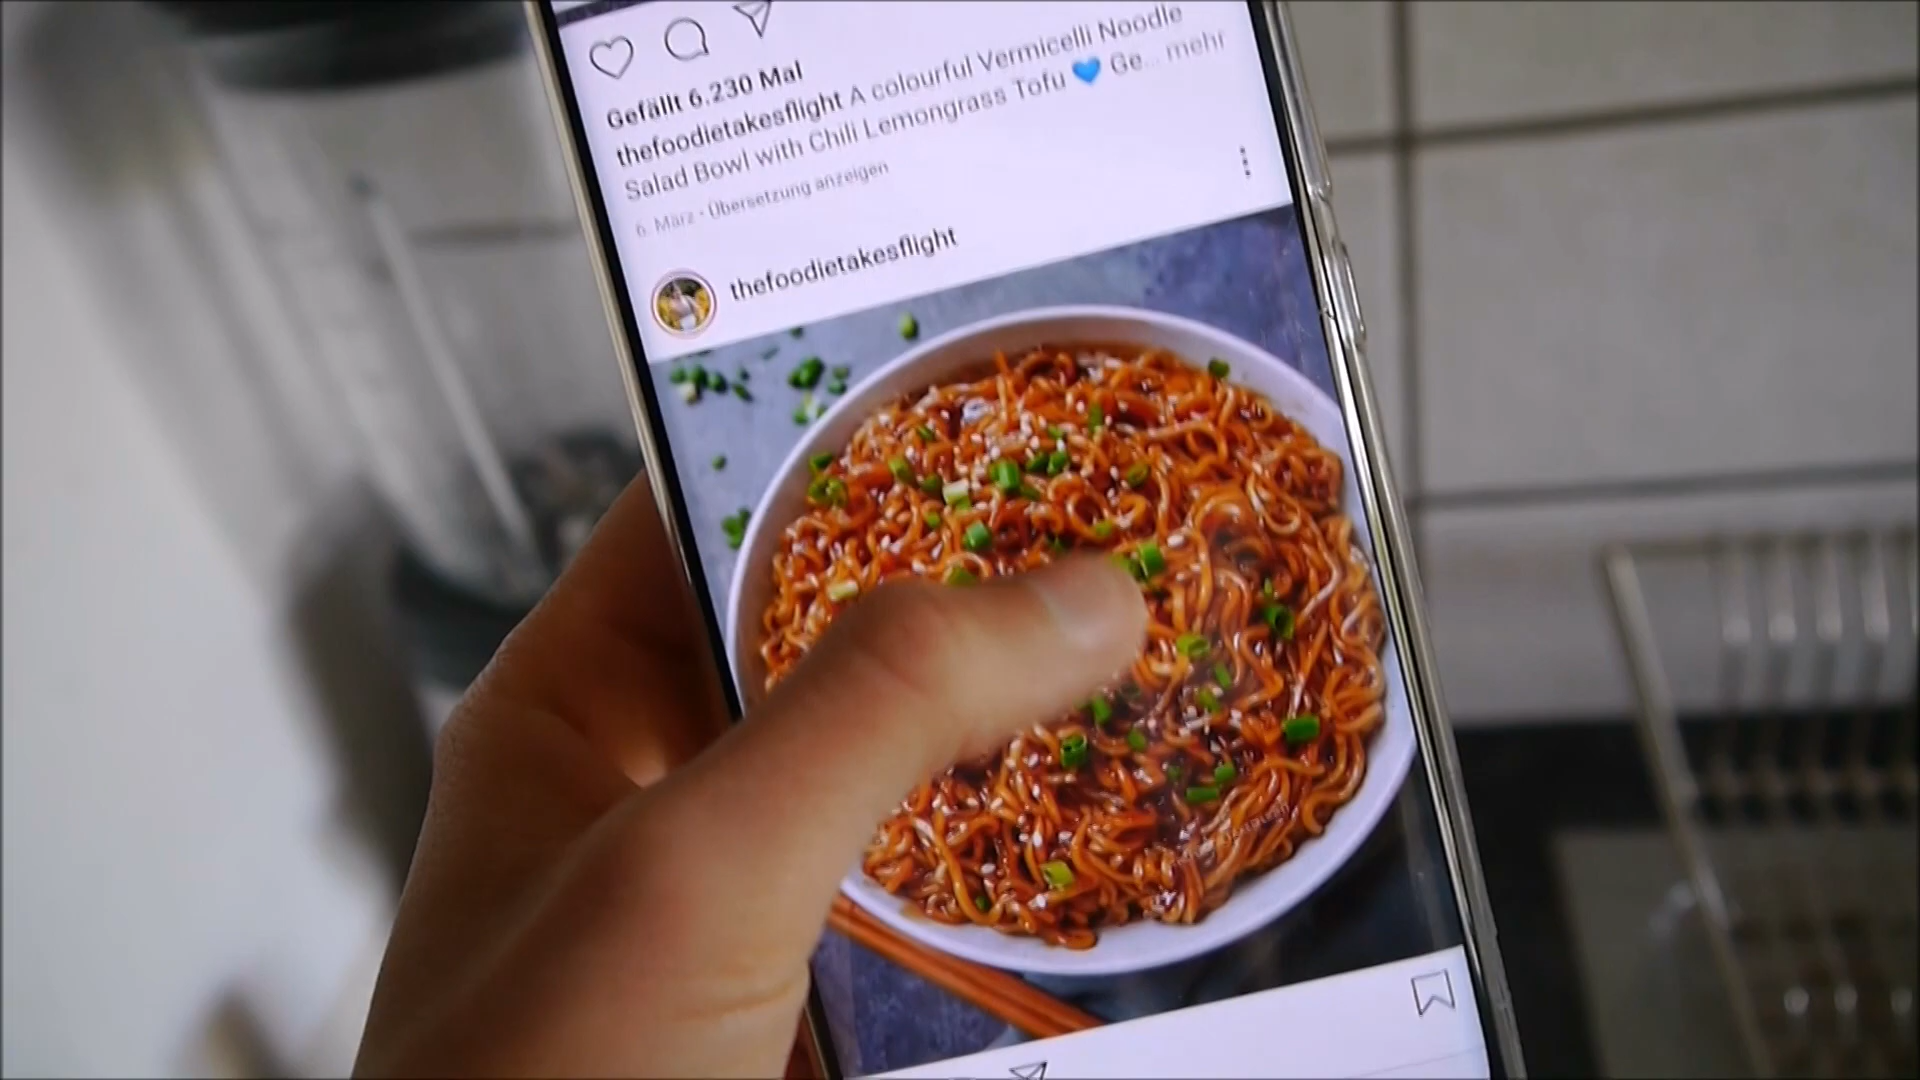 Gefällt 6.230 Mal
thefoodietakesflight A colourful Vermicelli Noodle
Salad Bowl with Chili Lemongrass Tofu 💙 Ge... mehr
6. März · Übersetzung anzeigen
thefoodietakesflight